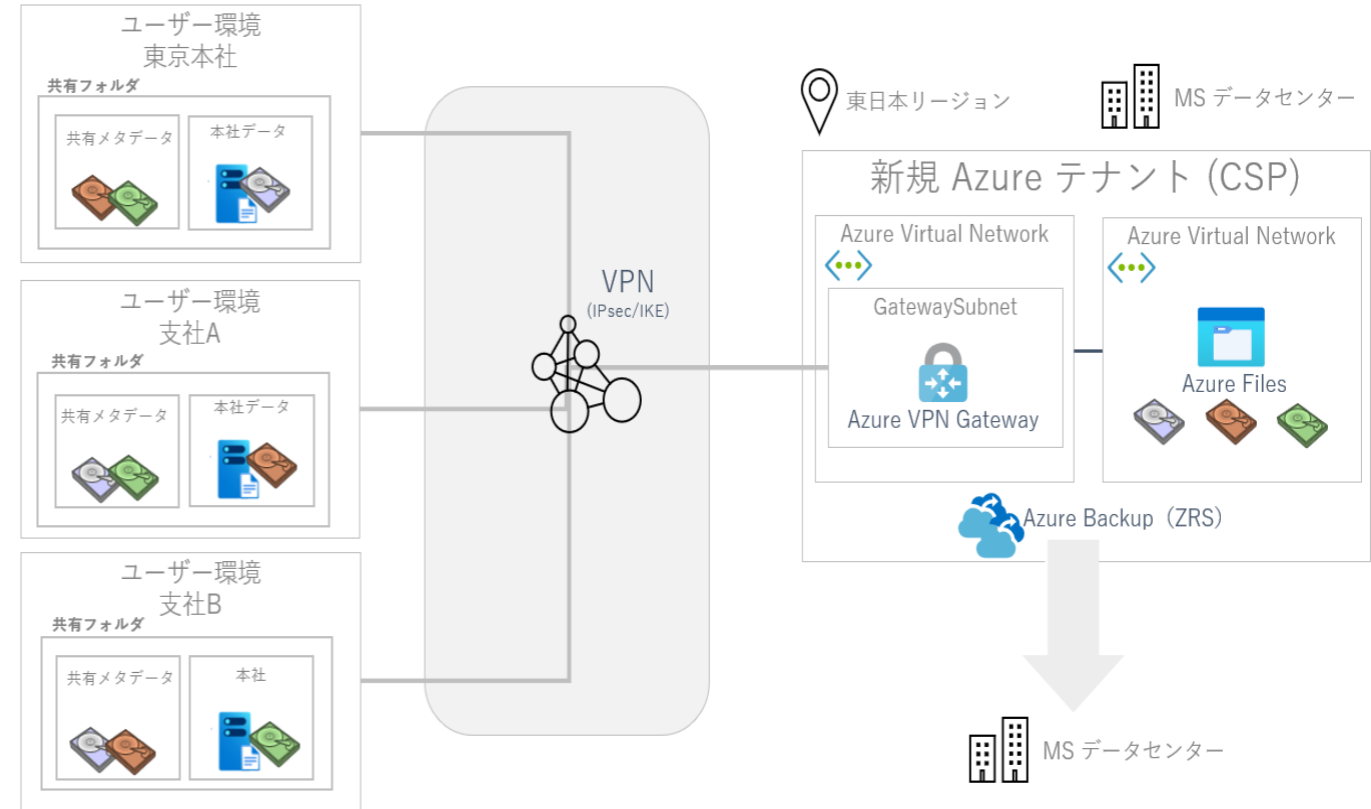 ユーザー環境
東京本社
共有フォルダ
共有メタデータ
本社データ
ユーザー環境
支社A
共有フォルダ
共有メタデータ
本社データ
ユーザー環境
支社B
共有フォルダ
共有メタデータ
本社
VPN
(IPsec/IKE)
東日本リージョン
MS データセンター
新規 Azure テナント (CSP)
Azure Virtual Network
GatewaySubnet
Azure VPN Gateway
Azure Virtual Network
Azure Files
Azure Backup（ZRS）
MS データセンター